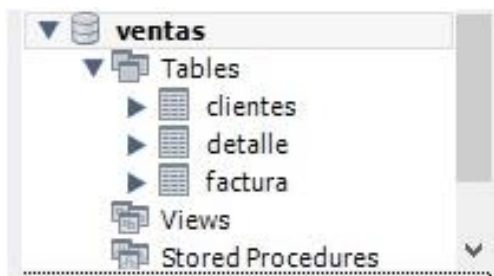 ventas
Tables
clientes
detalle
factura
Views
Stored Procedures